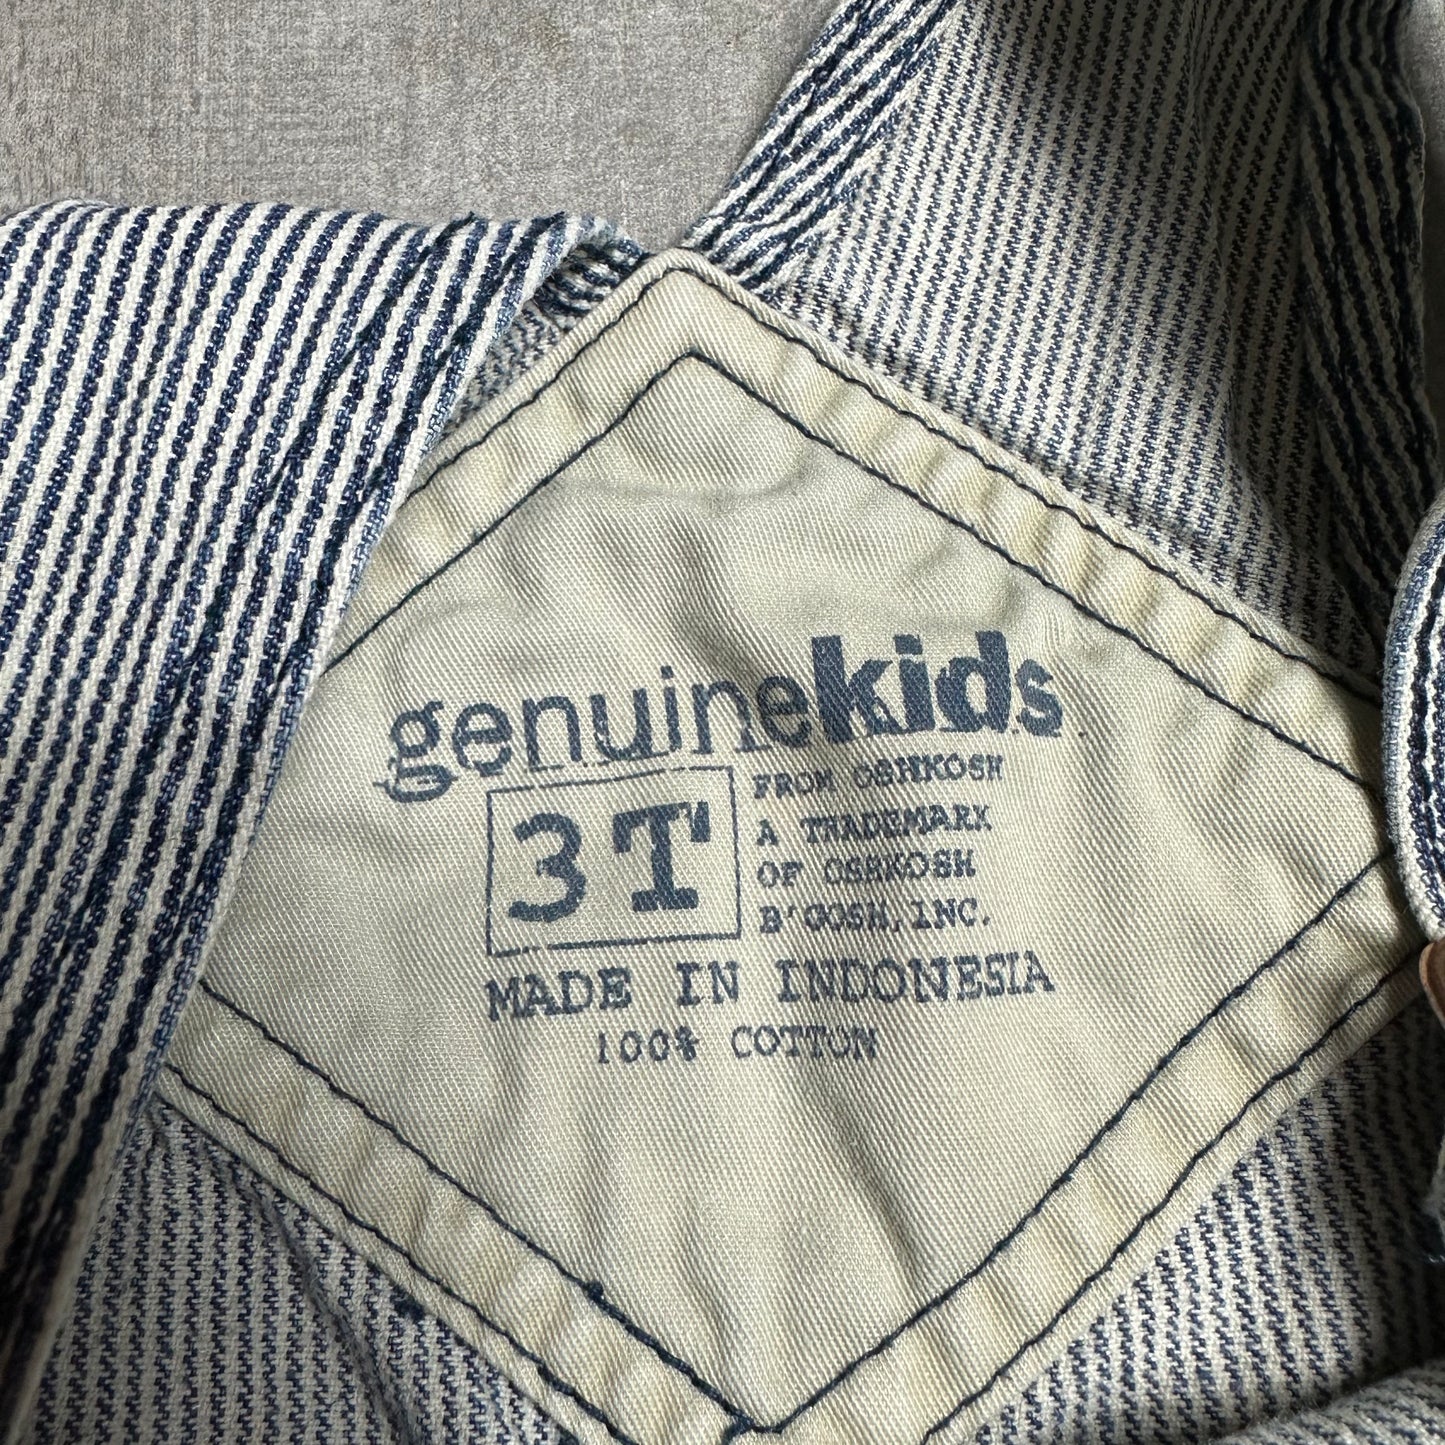 genuinekids
3T
FROM OSHKOSH
A TRADEMARK
OF OSHKOSH
B'GOSH, INC.
MADE IN INDONESIA
100% COTTON